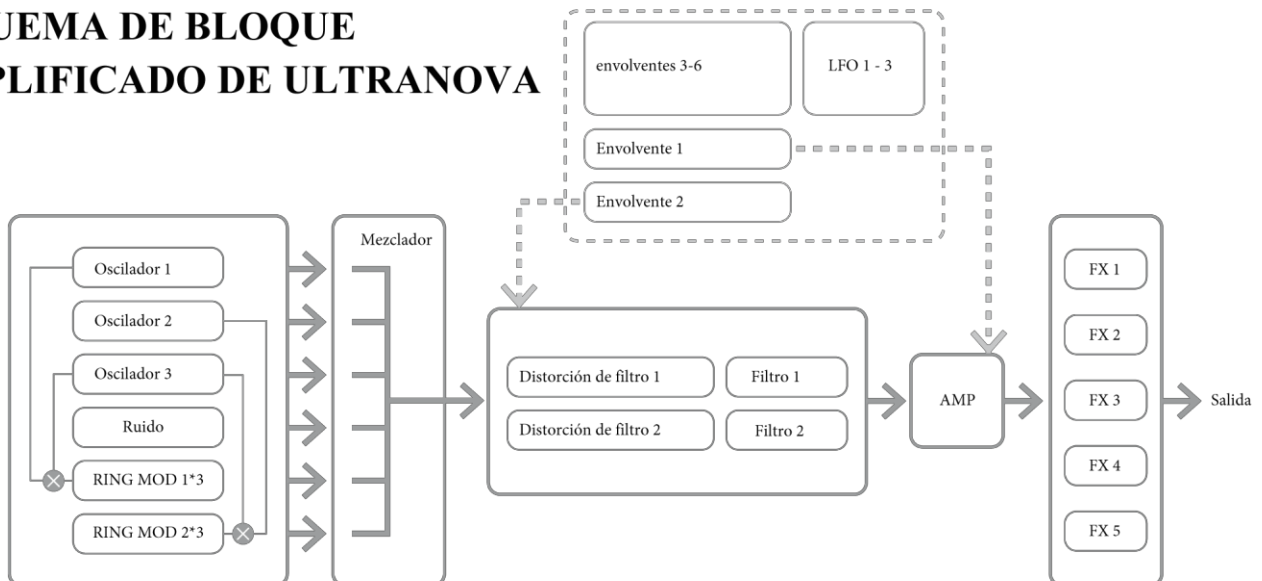 UEMA DE BLOQUE
PLIFICADO DE ULTRANOVA
envolventes 3-6
LFO 1 - 3
Envolvente 1
Envolvente 2
Oscilador 1
Oscilador 2
Oscilador 3
Ruido
RING MOD 1*3
RING MOD 2*3
Mezclador
Distorción de filtro 1
Filtro 1
Distorción de filtro 2
Filtro 2
AMP
FX 1
FX 2
FX 3
FX 4
FX 5
Salida